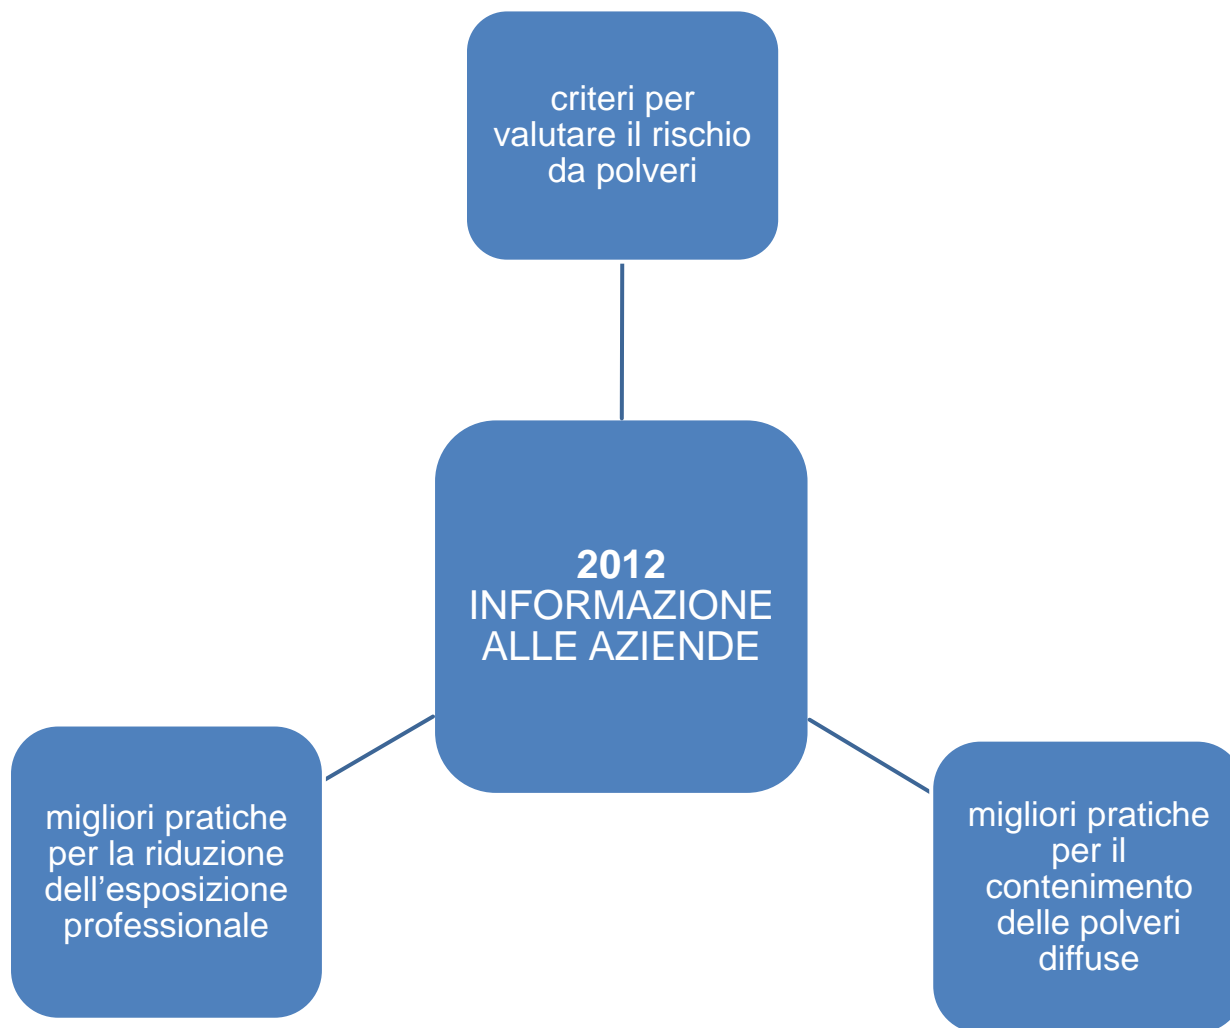 criteri per
valutare il rischio
da polveri
2012
INFORMAZIONE
ALLE AZIENDE
migliori pratiche
per la riduzione
dell’esposizione
professionale
migliori pratiche
per il
contenimento
delle polveri
diffuse